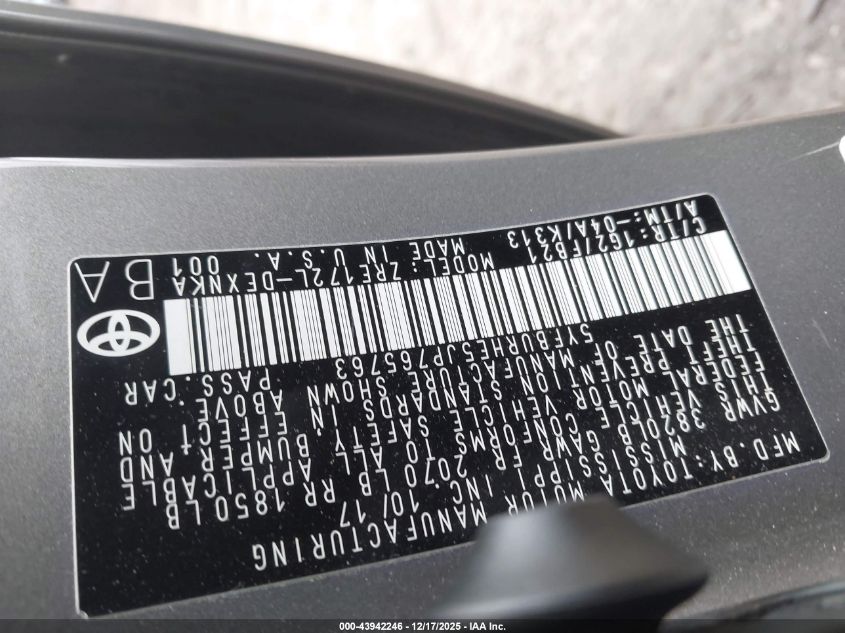 MFD. BY: TOYOTA MOTOR MANUFACTURING
MISSISSIPPI INC. 10/17
GVWR 3820LB GAWR FR 2070 LB RR 1850 LB
THIS VEHICLE CONFORMS TO ALL APPLICABLE
FEDERAL MOTOR VEHICLE SAFETY, BUMPER, AND
THEFT PREVENTION STANDARDS IN EFFECT ON
THE DATE OF MANUFACTURE SHOWN ABOVE.
5YFBURHE5JP765763 PASS. CAR
C/TR: 1G2/FB21 MODEL: ZRE172L-DEXNKA
A/TM: -04A/K313 MADE IN U.S.A. 001 BA
000-43942246 - 12/17/2025 - IAA Inc.